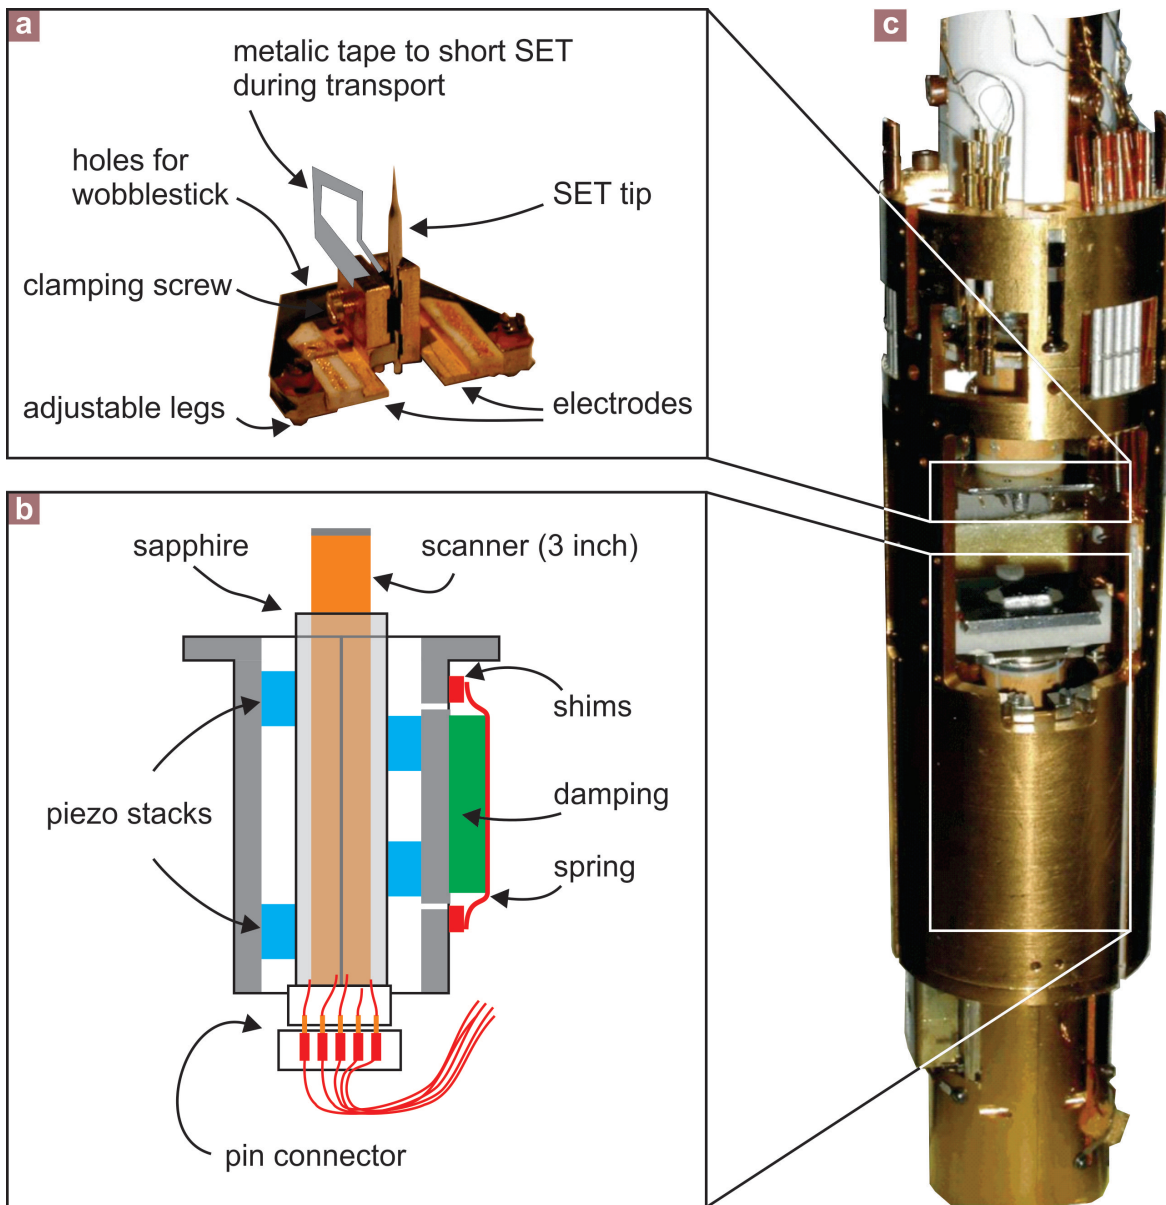 a
metalic tape to short SET
during transport
holes for
wobblestick
SET tip
clamping screw
adjustable legs
electrodes
b
sapphire
scanner (3 inch)
shims
piezo stacks
damping
spring
pin connector
c